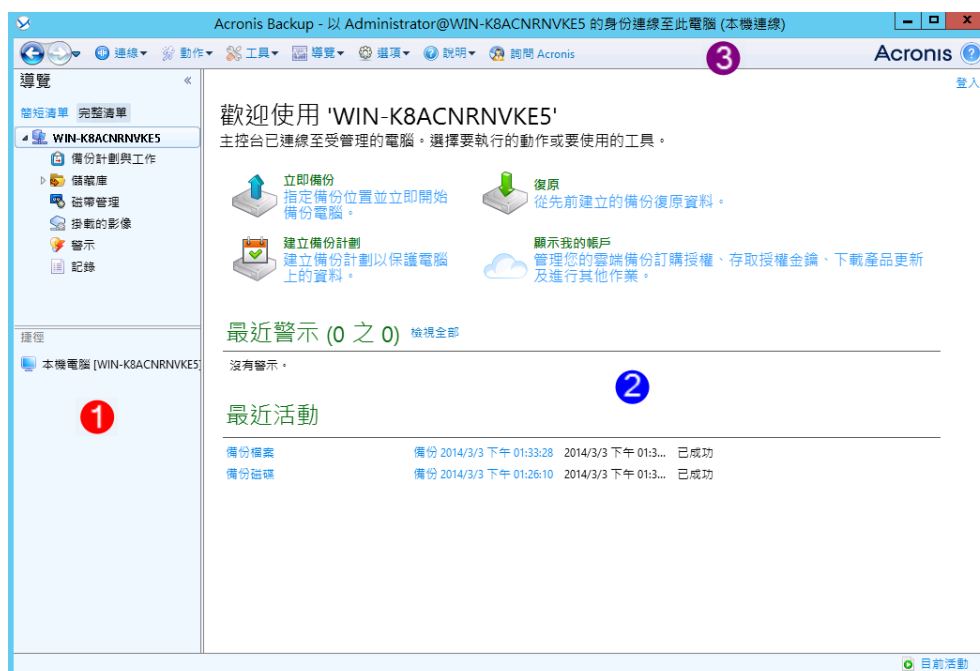 Acronis Backup - 以 Administrator@WIN-K8ACNRNVKE5 的身份連線至此電腦 (本機連線)
連線 動作 工具 導覽 選項 說明 詢問 Acronis
3
Acronis
導覽
登入
簡短清單 完整清單
WIN-K8ACNRNVKE5
備份計劃與工作
儲藏庫
磁帶管理
掛載的影像
警示
記錄
捷徑
本機電腦 [WIN-K8ACNRNVKE5]
1
歡迎使用 'WIN-K8ACNRNVKE5'
主控台已連線至受管理的電腦。選擇要執行的動作或要使用的工具。
立即備份
指定備份位置並立即開始
備份電腦。
復原
從先前建立的備份復原資料。
建立備份計劃
建立備份計劃以保護電腦
上的資料。
顯示我的帳戶
管理您的雲端備份訂購授權、存取授權金鑰、下載產品更新
及進行其他作業。
最近警示 (0 之 0) 檢視全部
沒有警示。
2
最近活動
備份檔案 備份 2014/3/3 下午 01:33:28 2014/3/3 下午 01:3... 已成功
備份磁碟 備份 2014/3/3 下午 01:26:10 2014/3/3 下午 01:3... 已成功
目前活動